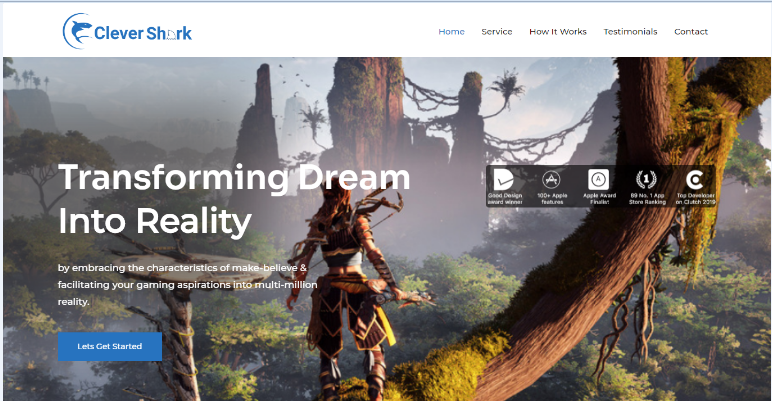 Clever Shark
Home Service How It Works Testimonials Contact
Transforming Dream
Into Reality
by embracing the characteristics of make-believe &
facilitating your gaming aspirations into multi-million
reality.
Lets Get Started
Good Design
award winner
100+ Apple
features
Apple Award
Finalist
89 No. 1 App
Store Ranking
Top Developer
on Clutch 2019